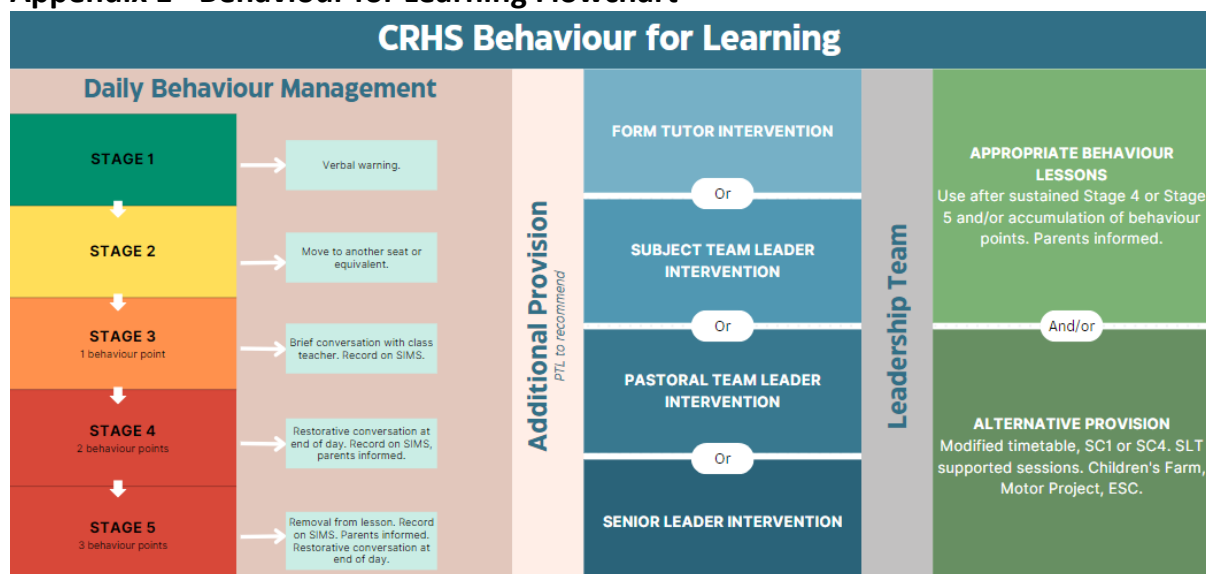 Appendix 1 - Behaviour for Learning Flowchart
CRHS Behaviour for Learning
Daily Behaviour Management
STAGE 1
Verbal warning.
STAGE 2
Move to another seat or
equivalent.
STAGE 3
1 behaviour point
Brief conversation with class
teacher. Record on SIMS.
STAGE 4
2 behaviour points
Restorative conversation at
end of day. Record on SIMS,
parents informed.
STAGE 5
3 behaviour points
Removal from lesson. Record
on SIMS. Parents informed.
Restorative conversation at
end of day.
Additional Provision
PTL to recommend
FORM TUTOR INTERVENTION
Or
SUBJECT TEAM LEADER
INTERVENTION
Or
PASTORAL TEAM LEADER
INTERVENTION
Or
SENIOR LEADER INTERVENTION
Leadership Team
APPROPRIATE BEHAVIOUR
LESSONS
Use after sustained Stage 4 or Stage
5 and/or accumulation of behaviour
points. Parents informed.
And/or
ALTERNATIVE PROVISION
Modified timetable, SC1 or SC4. SLT
supported sessions. Children's Farm,
Motor Project, ESC.